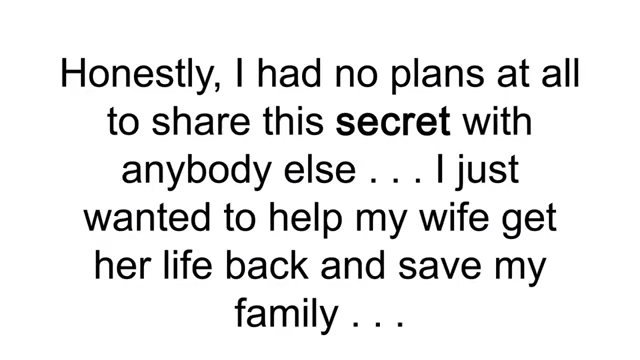 Honestly, I had no plans at all
to share this secret with
anybody else . . . I just
wanted to help my wife get
her life back and save my
family . . .